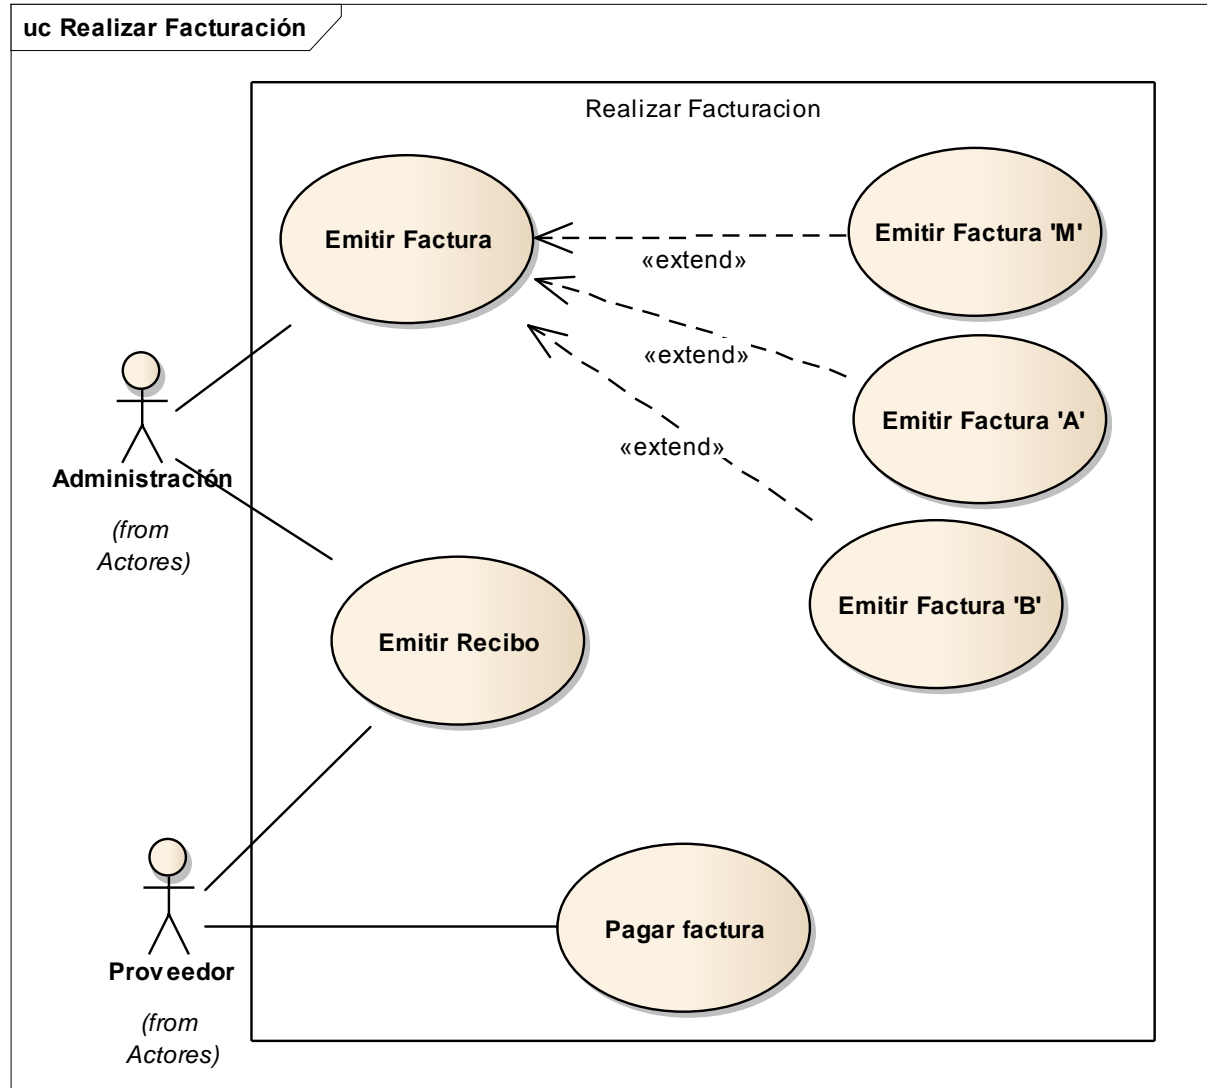 uc Realizar Facturación
Realizar Facturacion
Emitir Factura
Emitir Factura 'M'
«extend»
«extend»
Emitir Factura 'A'
«extend»
Administración
(from
Actores)
Emitir Factura 'B'
Emitir Recibo
Pagar factura
Proveedor
(from
Actores)